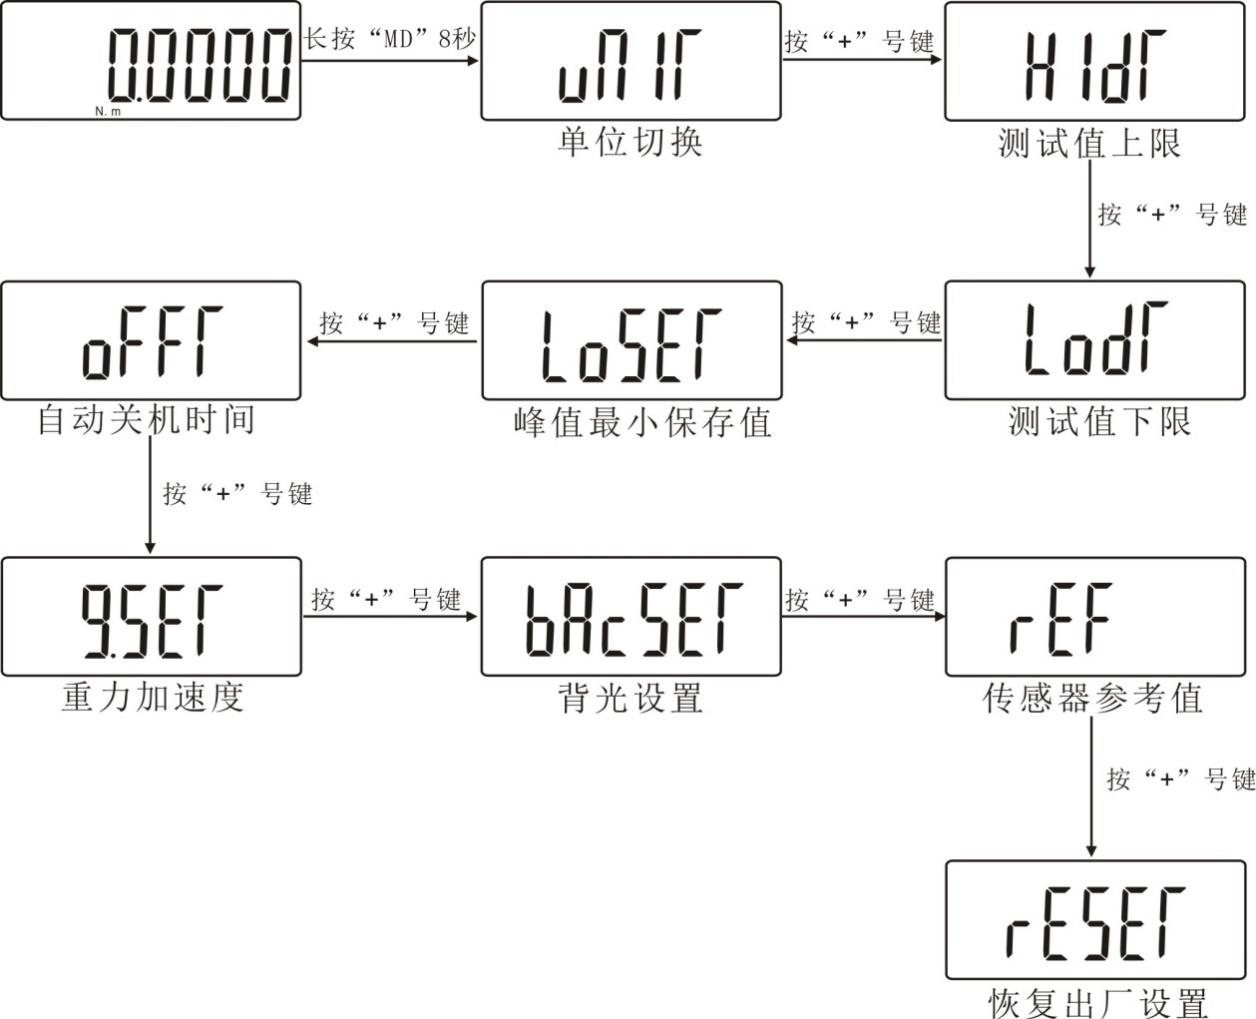 0.0000
N.m
长按“MD”8秒
unIT
单位切换
按“+”号键
HIdT
测试值上限
按“+”号键
LodT
测试值下限
按“+”号键
LoSET
峰值最小保存值
按“+”号键
oFFT
自动关机时间
按“+”号键
g.SET
重力加速度
按“+”号键
bAcSET
背光设置
按“+”号键
rEF
传感器参考值
按“+”号键
rESET
恢复出厂设置